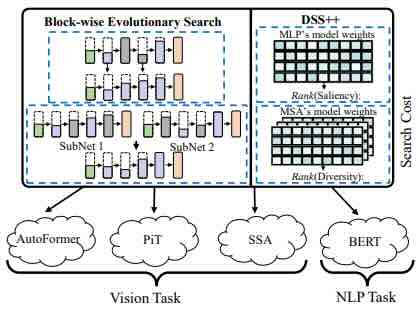 Block-wise Evolutionary Search
DSS++
MLP's model weights
Rank(Saliency):
MSA's model weights
SubNet 1
SubNet 2
Rank(Diversity):
Search Cost
AutoFormer
PiT
SSA
BERT
Vision Task
NLP Task